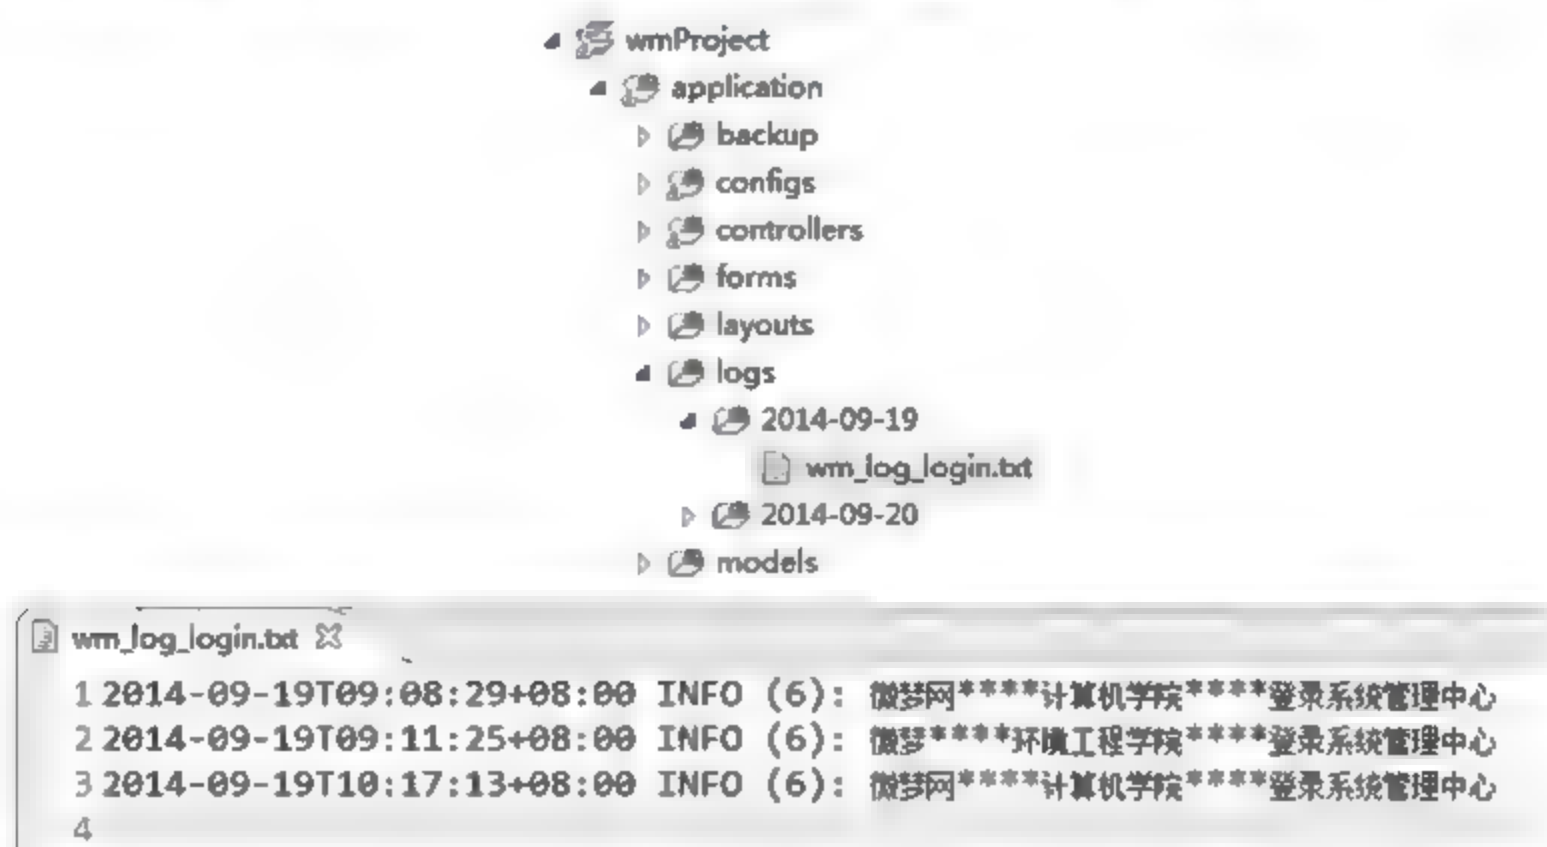 wmProject
application
backup
configs
controllers
forms
layouts
logs
2014-09-19
wm_log_login.txt
2014-09-20
models
wm_log_login.txt
1 2014-09-19T09:08:29+08:00 INFO (6): 微梦网****计算机学院****登录系统管理中心
2 2014-09-19T09:11:25+08:00 INFO (6): 微梦****环境工程学院****登录系统管理中心
3 2014-09-19T10:17:13+08:00 INFO (6): 微梦网****计算机学院****登录系统管理中心
4